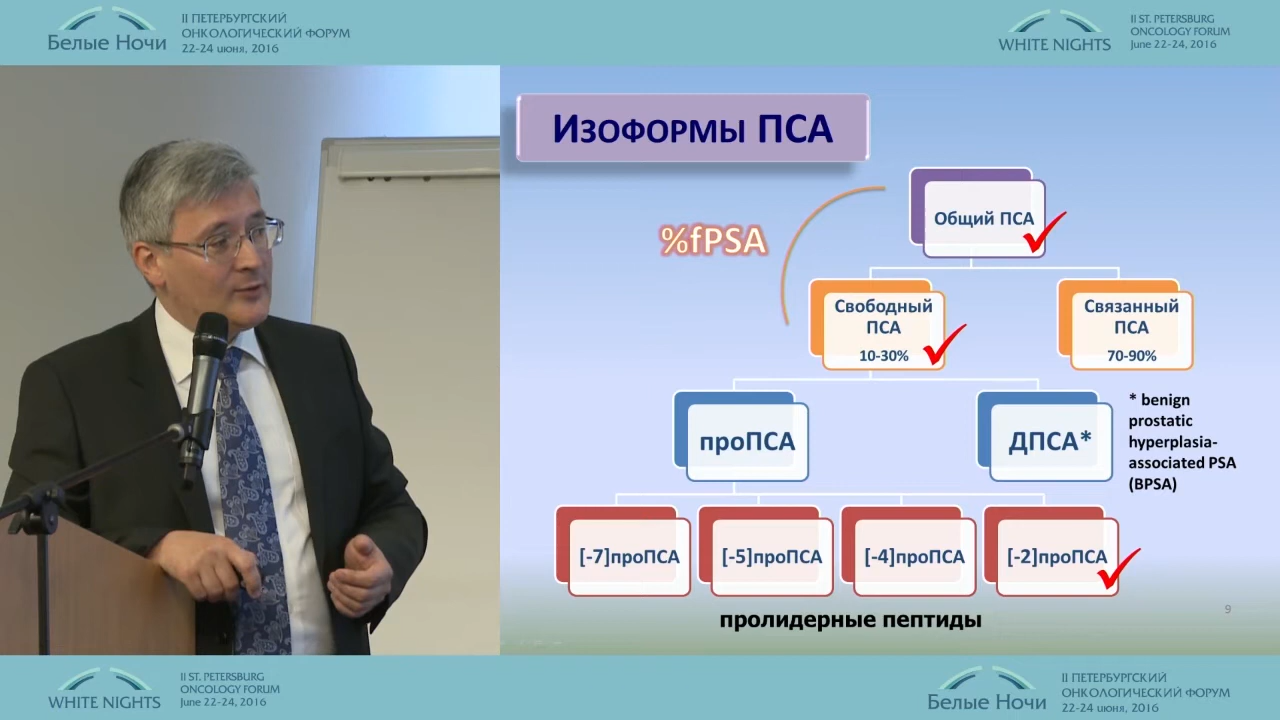 Белые Ночи
II ПЕТЕРБУРГСКИЙ
ОНКОЛОГИЧЕСКИЙ ФОРУМ
22-24 июня, 2016
WHITE NIGHTS
II ST. PETERSBURG
ONCOLOGY FORUM
June 22-24, 2016
Изоформы ПСА
%fPSA
Общий ПСА
Свободный
ПСА
10-30%
Связанный
ПСА
70-90%
проПСА
ДПСА*
* benign
prostatic
hyperplasia-
associated PSA
(BPSA)
[-7]проПСА
[-5]проПСА
[-4]проПСА
[-2]проПСА
пролидерные пептиды
9
WHITE NIGHTS
II ST. PETERSBURG
ONCOLOGY FORUM
June 22-24, 2016
Белые Ночи
II ПЕТЕРБУРГСКИЙ
ОНКОЛОГИЧЕСКИЙ ФОРУМ
22-24 июня, 2016